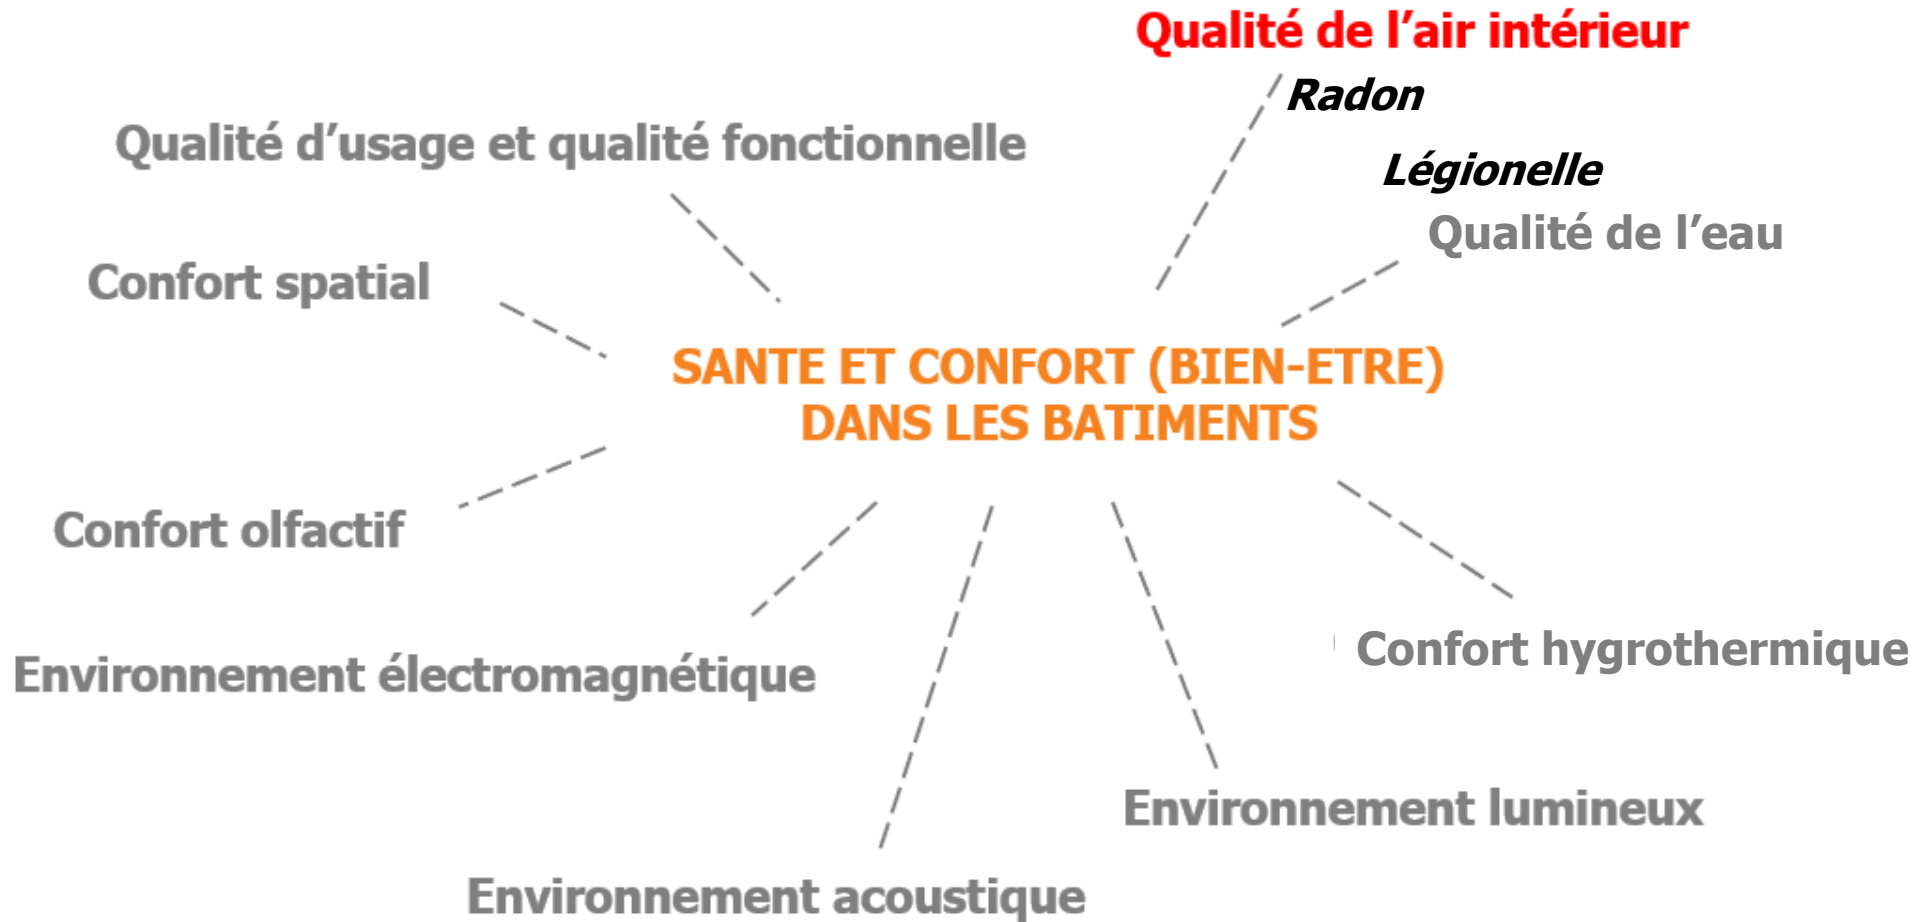 Qualité de l’air intérieur
Radon
Qualité d’usage et qualité fonctionnelle
Légionelle
Qualité de l’eau
Confort spatial
SANTE ET CONFORT (BIEN-ETRE)
DANS LES BATIMENTS
Confort olfactif
Confort hygrothermique
Environnement électromagnétique
Environnement lumineux
Environnement acoustique